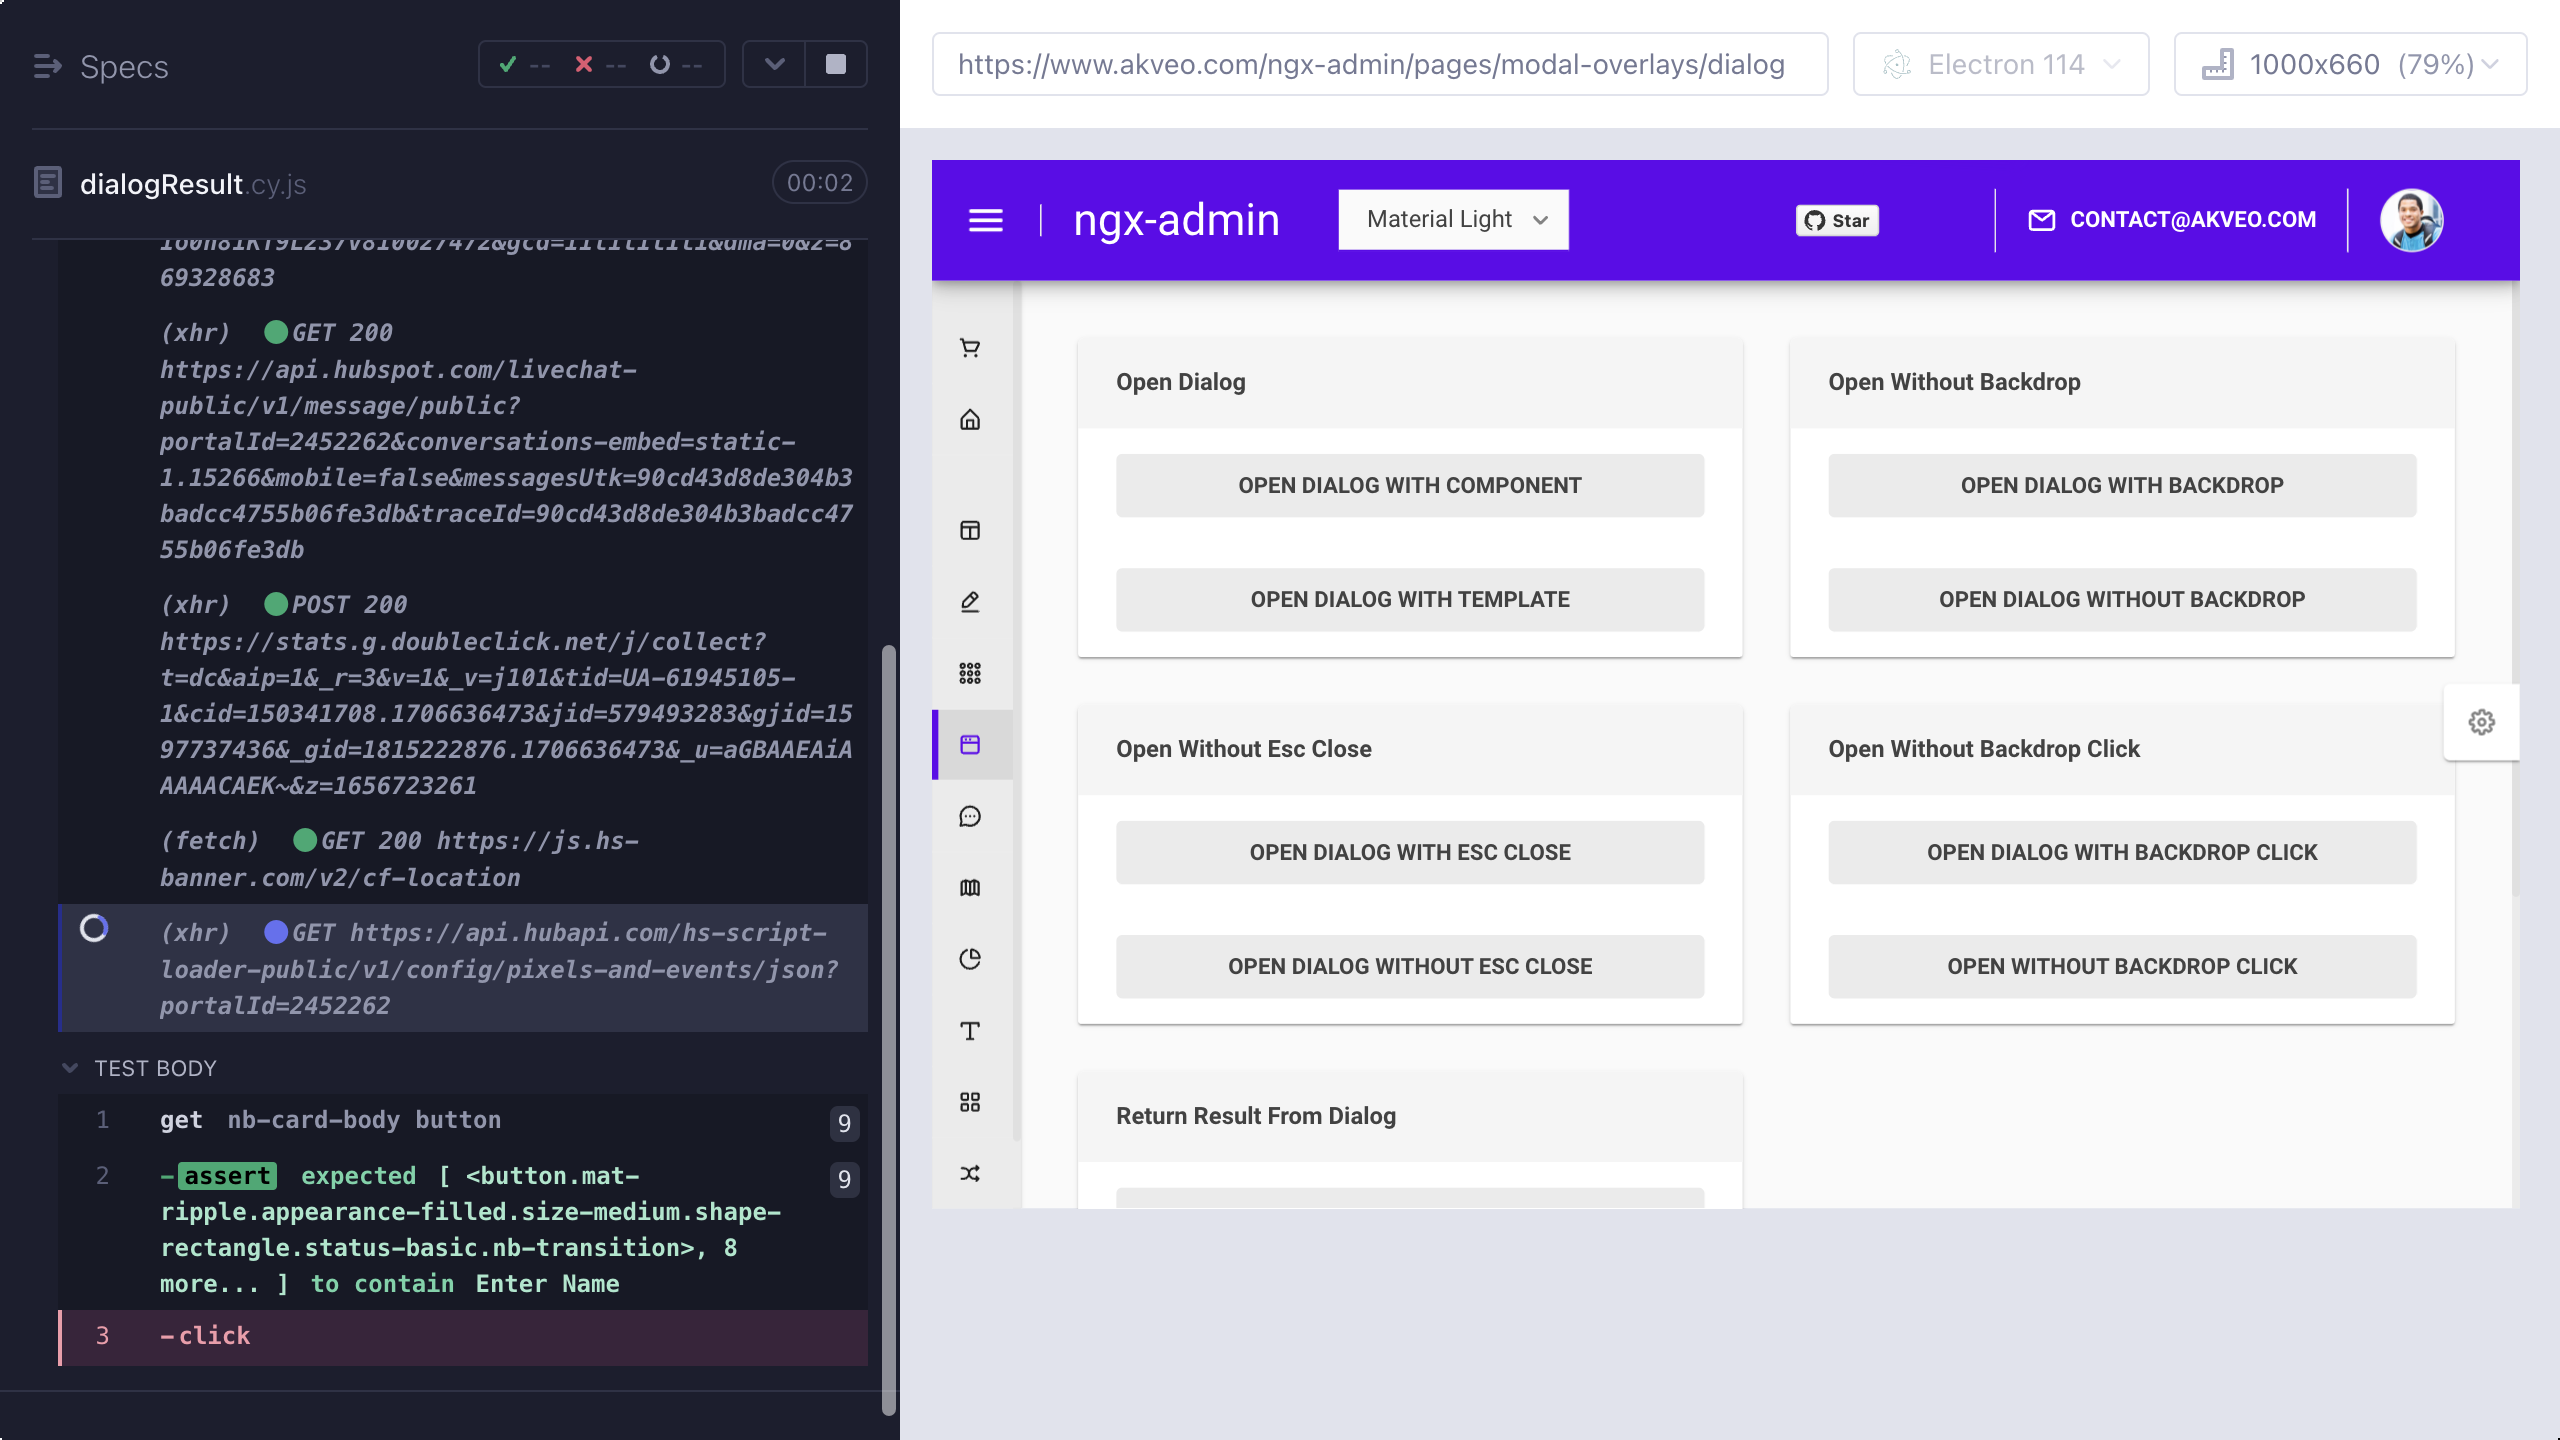 Specs
--
--
--
dialogResult.cy.js
00:02
69328683
(xhr) GET 200
https://api.hubspot.com/livechat-
public/v1/message/public?
portalId=2452262&conversations-embed=static-
1.15266&mobile=false&messagesUtk=90cd43d8de304b3
badcc4755b06fe3db&traceId=90cd43d8de304b3badcc47
55b06fe3db
(xhr) POST 200
https://stats.g.doubleclick.net/j/collect?
t=dc&aip=1&_r=3&v=1&_v=j101&tid=UA-61945105-
1&cid=150341708.1706636473&jid=579493283&gjid=15
97737436&_gid=1815222876.1706636473&_u=aGBAAEAiA
AAAACAEK~&z=1656723261
(fetch) GET 200 https://js.hs-
banner.com/v2/cf-location
(xhr) GET https://api.hubapi.com/hs-script-
loader-public/v1/config/pixels-and-events/json?
portalId=2452262
TEST BODY
1 get nb-card-body button 9
2 -assert expected [ <button.mat- 9
ripple.appearance-filled.size-medium.shape-
rectangle.status-basic.nb-transition>, 8
more... ] to contain Enter Name
3 -click
https://www.akveo.com/ngx-admin/pages/modal-overlays/dialog
Electron 114
1000x660 (79%)
ngx-admin
Material Light
Star
CONTACT@AKVEO.COM
Open Dialog
OPEN DIALOG WITH COMPONENT
OPEN DIALOG WITH TEMPLATE
Open Without Backdrop
OPEN DIALOG WITH BACKDROP
OPEN DIALOG WITHOUT BACKDROP
Open Without Esc Close
OPEN DIALOG WITH ESC CLOSE
OPEN DIALOG WITHOUT ESC CLOSE
Open Without Backdrop Click
OPEN DIALOG WITH BACKDROP CLICK
OPEN WITHOUT BACKDROP CLICK
Return Result From Dialog